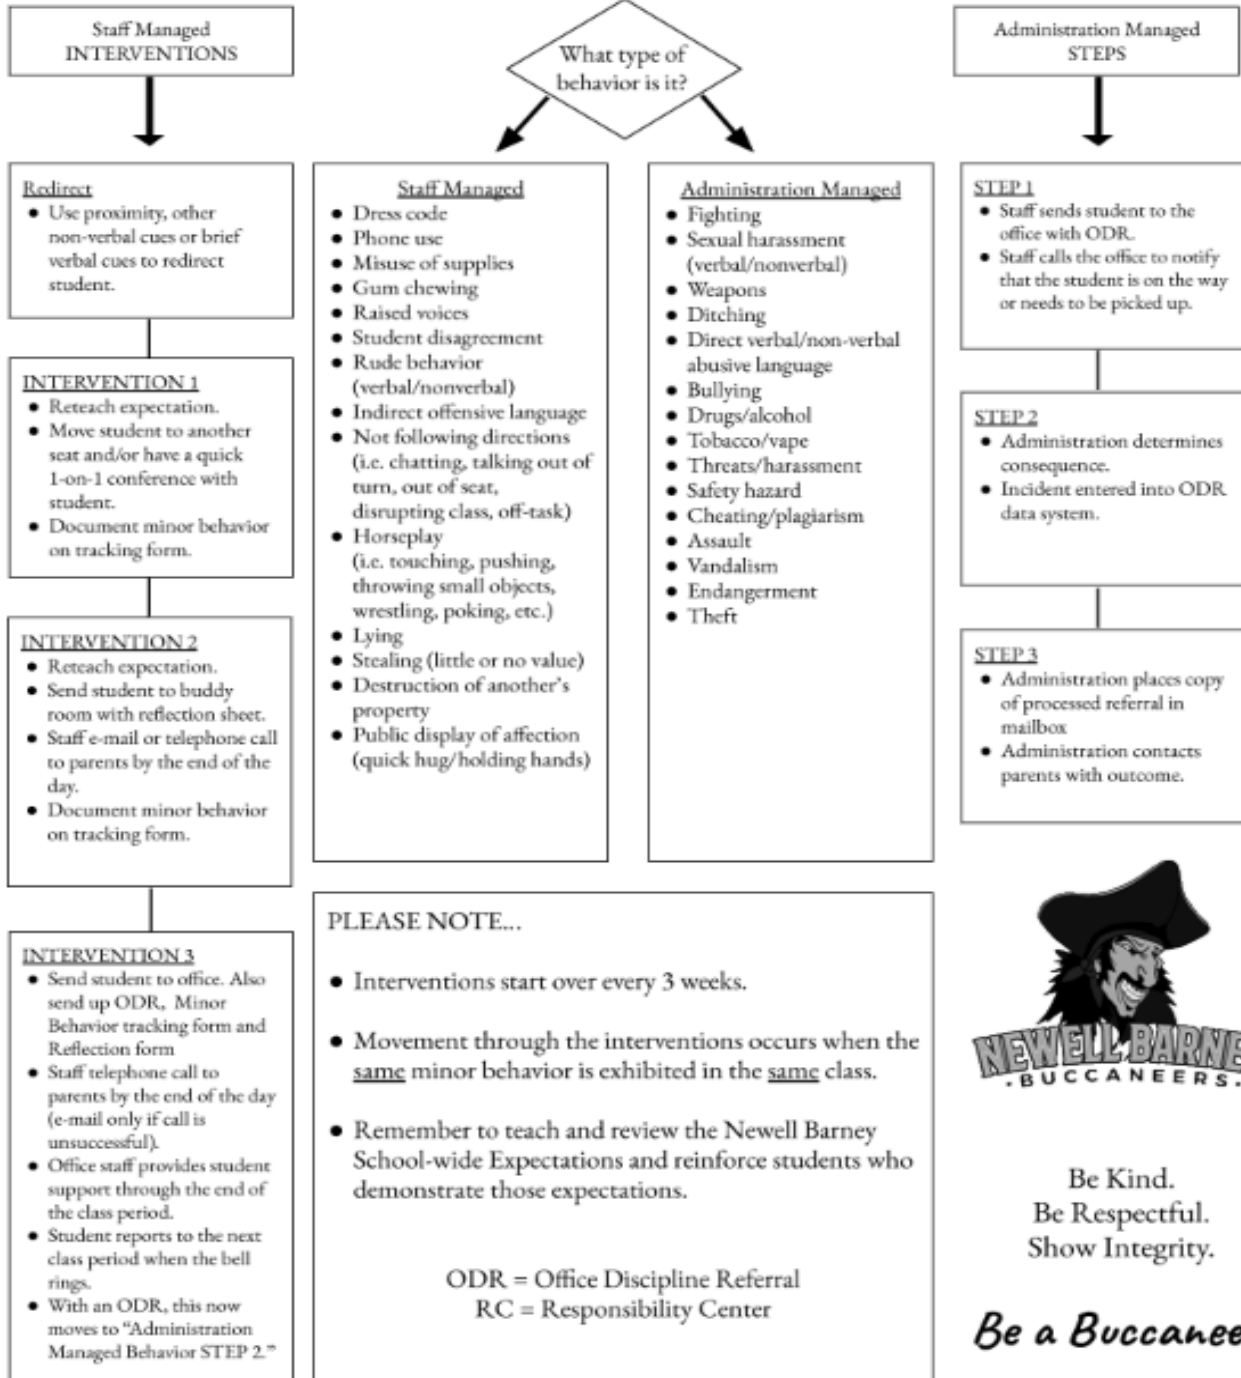 Staff Managed
INTERVENTIONS
Redirect
● Use proximity, other
non-verbal cues or brief
verbal cues to redirect
student.
INTERVENTION 1
● Reteach expectation.
● Move student to another
seat and/or have a quick
1-on-1 conference with
student.
● Document minor behavior
on tracking form.
INTERVENTION 2
● Reteach expectation.
● Send student to buddy
room with reflection sheet.
● Staff e-mail or telephone call
to parents by the end of the
day.
● Document minor behavior
on tracking form.
INTERVENTION 3
● Send student to office. Also
send up ODR, Minor
Behavior tracking form and
Reflection form
● Staff telephone call to
parents by the end of the day
(e-mail only if call is
unsuccessful).
● Office staff provides student
support through the end of
the class period.
● Student reports to the next
class period when the bell
rings.
● With an ODR, this now
moves to “Administration
Managed Behavior STEP 2.”
What type of
behavior is it?
Staff Managed
● Dress code
● Phone use
● Misuse of supplies
● Gum chewing
● Raised voices
● Student disagreement
● Rude behavior
(verbal/nonverbal)
● Indirect offensive language
● Not following directions
(i.e. chatting, talking out of
turn, out of seat,
disrupting class, off-task)
● Horseplay
(i.e. touching, pushing,
throwing small objects,
wrestling, poking, etc.)
● Lying
● Stealing (little or no value)
● Destruction of another’s
property
● Public display of affection
(quick hug/holding hands)
Administration Managed
● Fighting
● Sexual harassment
(verbal/nonverbal)
● Weapons
● Ditching
● Direct verbal/non-verbal
abusive language
● Bullying
● Drugs/alcohol
● Tobacco/vape
● Threats/harassment
● Safety hazard
● Cheating/plagiarism
● Assault
● Vandalism
● Endangerment
● Theft
PLEASE NOTE...
● Interventions start over every 3 weeks.
● Movement through the interventions occurs when the
same minor behavior is exhibited in the same class.
● Remember to teach and review the Newell Barney
School-wide Expectations and reinforce students who
demonstrate those expectations.
ODR = Office Discipline Referral
RC = Responsibility Center
Administration Managed
STEPS
STEP 1
● Staff sends student to the
office with ODR.
● Staff calls the office to notify
that the student is on the way
or needs to be picked up.
STEP 2
● Administration determines
consequence.
● Incident entered into ODR
data system.
STEP 3
● Administration places copy
of processed referral in
mailbox
● Administration contacts
parents with outcome.
NEWELL BARNE
• BUCCANEERS •
Be Kind.
Be Respectful.
Show Integrity.
Be a Buccanee